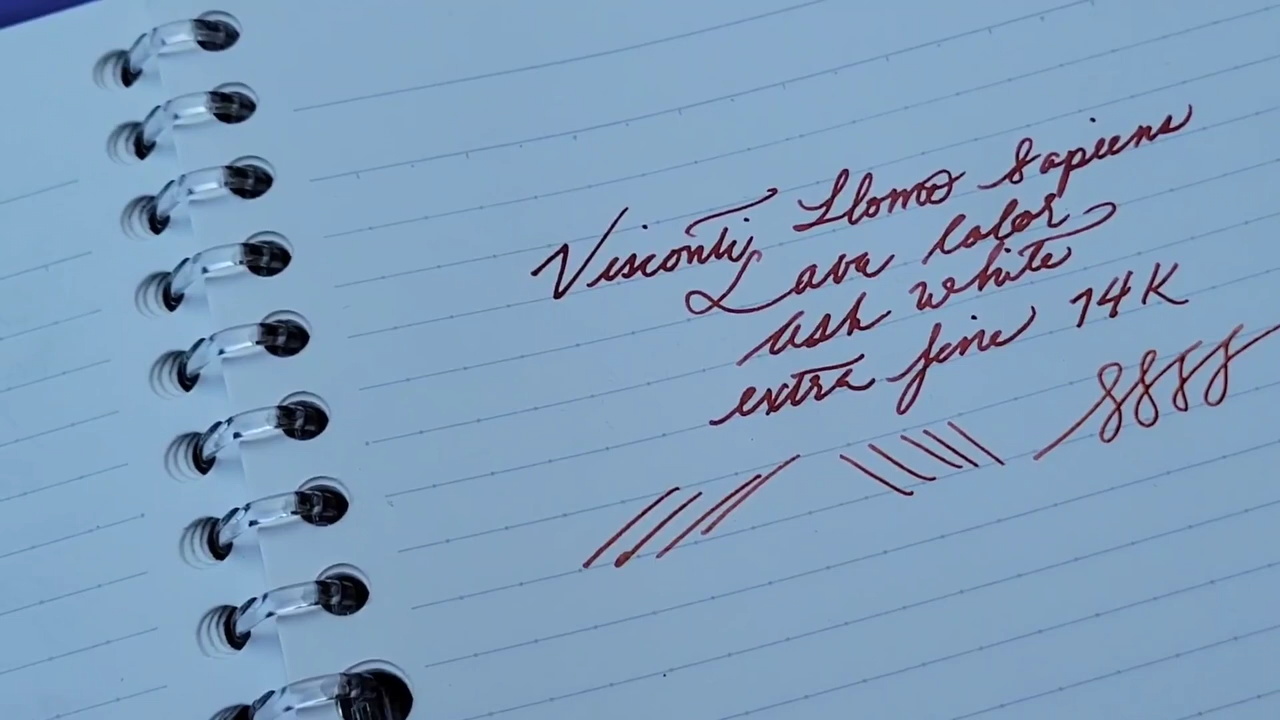 Visconti Homo Sapiens
Lava color
ash white
extra fine 14K